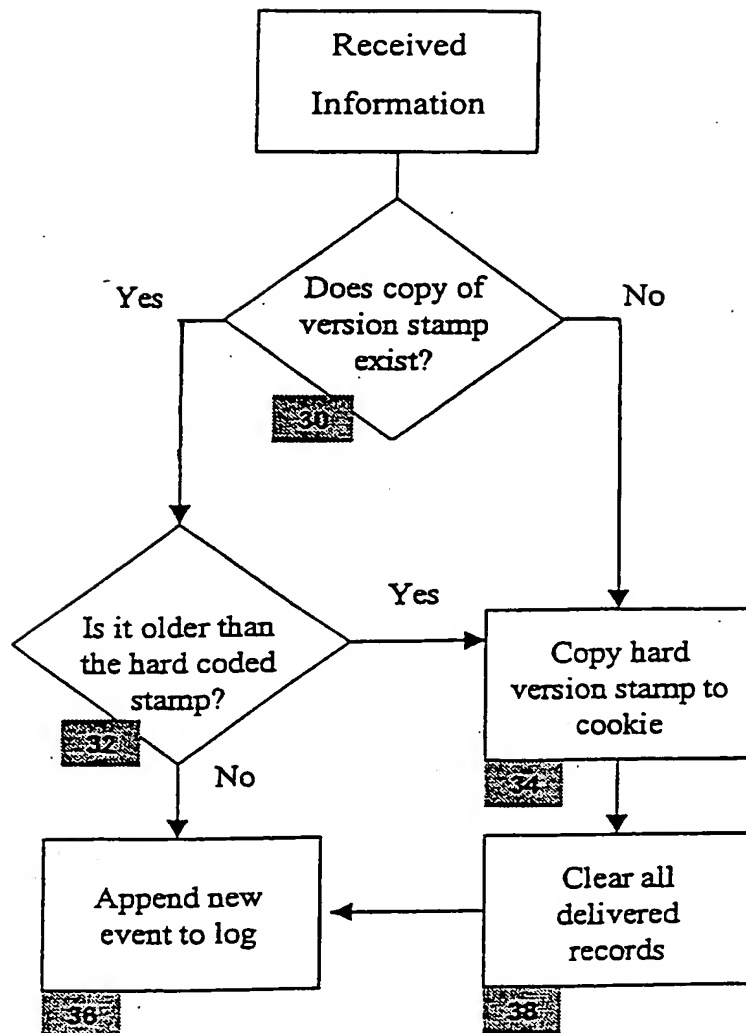 Received
Information
Yes
Does copy of
version stamp
exist?
No
30
Is it older than
the hard coded
stamp?
Yes
Copy hard
version stamp to
cookie
32
No
34
Append new
event to log
Clear all
delivered
records
36
38